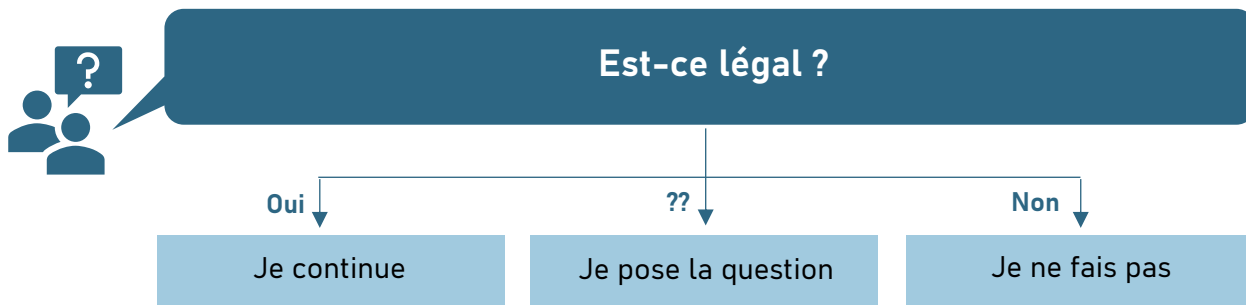 ?
Est-ce légal ?
Oui
??
Non
Je continue
Je pose la question
Je ne fais pas